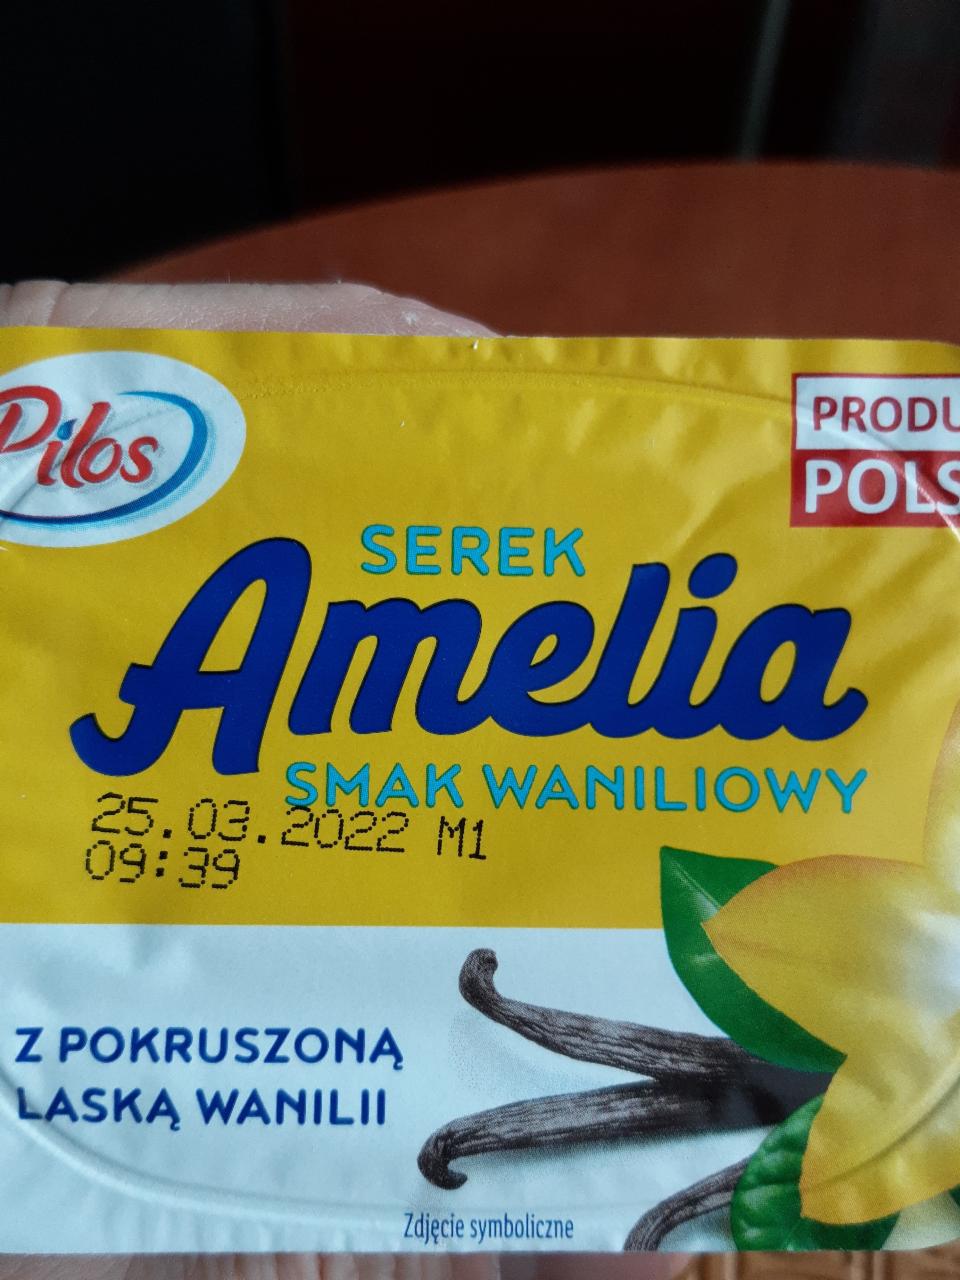 Pilos
PRODU
POLS
SEREK
Amelia
SMAK WANILIOWY
25.03.2022 M1
09:39
Z POKRUSZONĄ
LASKĄ WANILII
Zdjęcie symboliczne